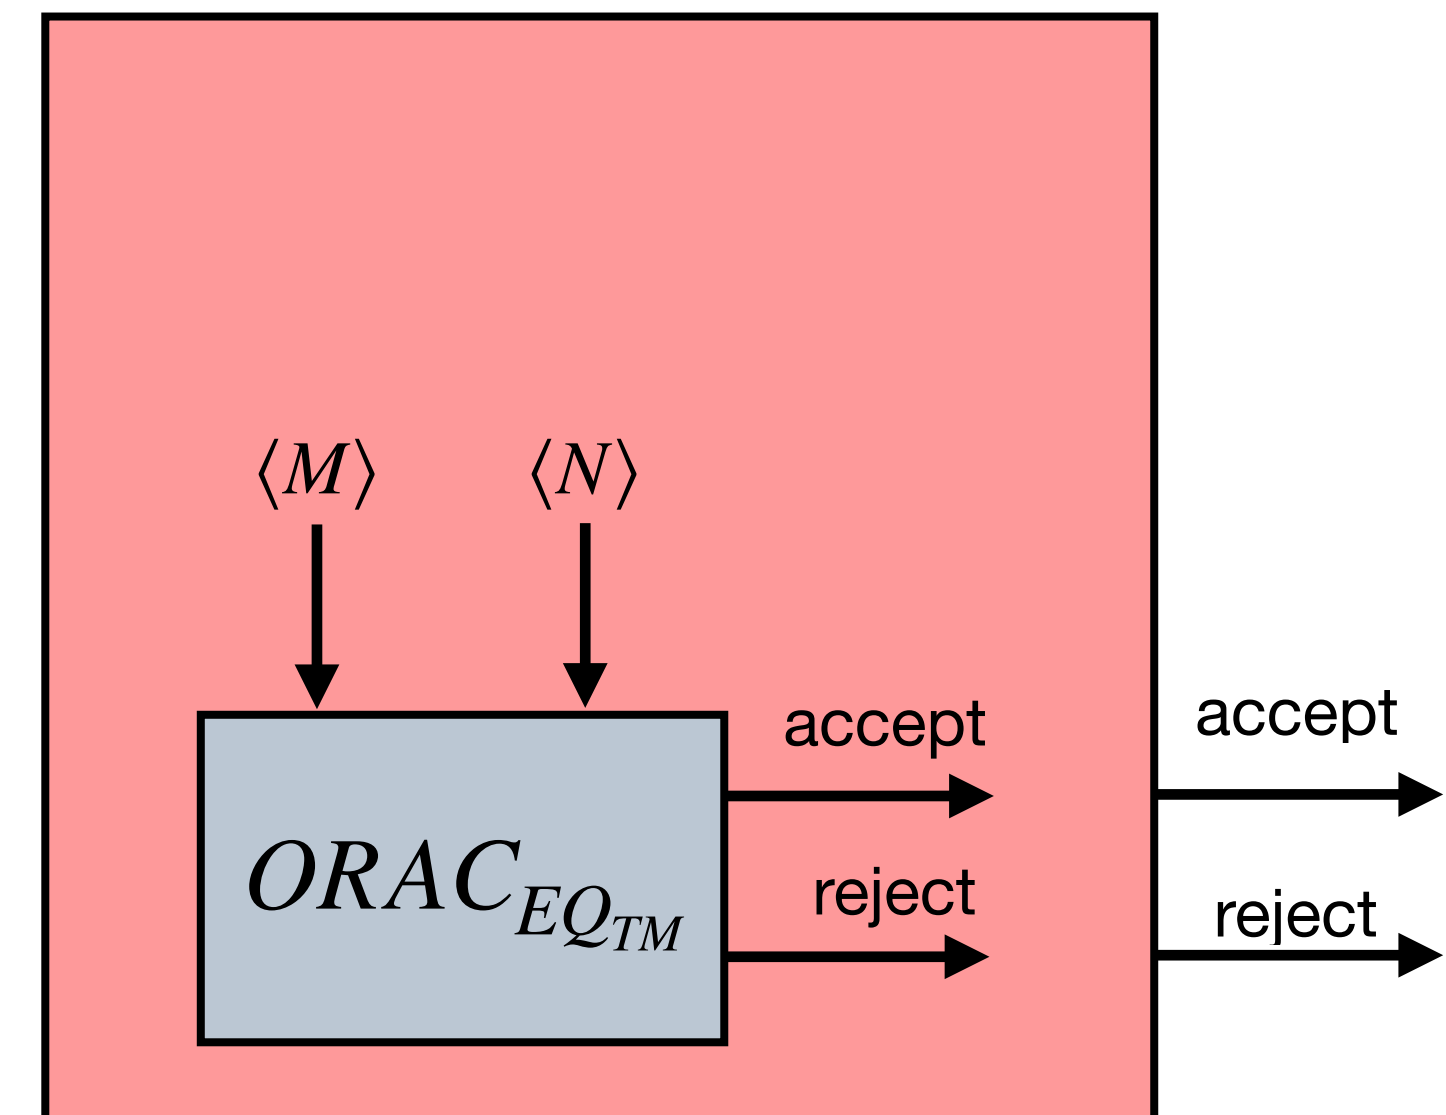 ⟨M⟩ ⟨N⟩
accept
accept
reject
reject
ORAC_{EQ_{TM}}